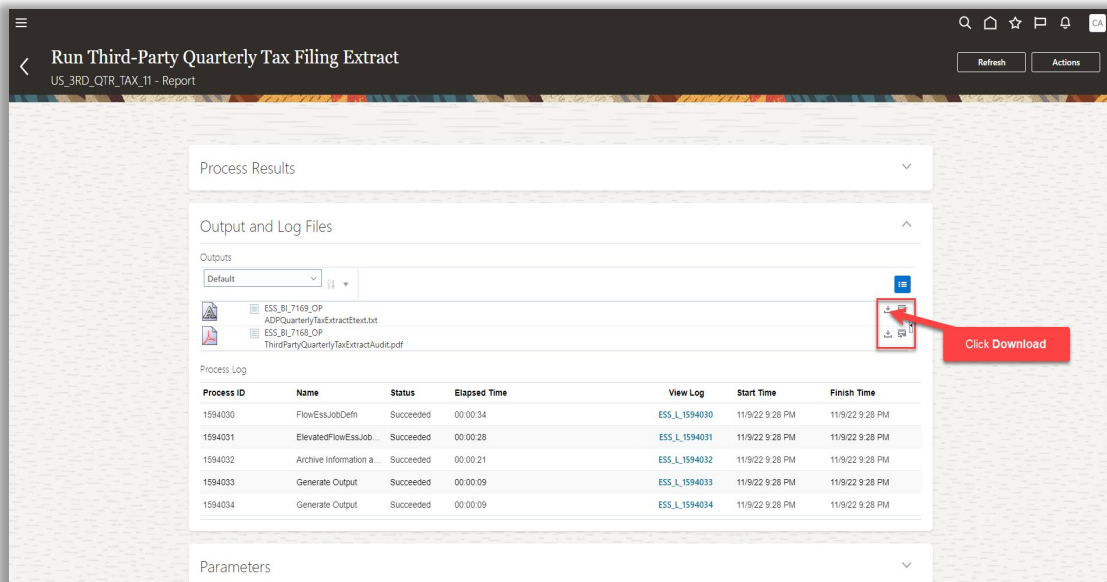 CA
Run Third-Party Quarterly Tax Filing Extract
US_3RD_QTR_TAX_11 - Report
Refresh Actions
Process Results
Output and Log Files
Outputs
Default
ESS_BI_7169_OP
ADPQuarterlyTaxExtractEtext.txt
ESS_BI_7168_OP
ThirdPartyQuarterlyTaxExtractAudit.pdf
Click Download
Process Log
Process ID Name Status Elapsed Time View Log Start Time Finish Time
1594030 FlowEssJobDefn Succeeded 00:00:34 ESS_L_1594030 11/9/22 9:28 PM 11/9/22 9:28 PM
1594031 ElevatedFlowEssJob... Succeeded 00:00:28 ESS_L_1594031 11/9/22 9:28 PM 11/9/22 9:28 PM
1594032 Archive Information a... Succeeded 00:00:21 ESS_L_1594032 11/9/22 9:28 PM 11/9/22 9:28 PM
1594033 Generate Output Succeeded 00:00:09 ESS_L_1594033 11/9/22 9:28 PM 11/9/22 9:28 PM
1594034 Generate Output Succeeded 00:00:09 ESS_L_1594034 11/9/22 9:28 PM 11/9/22 9:28 PM
Parameters